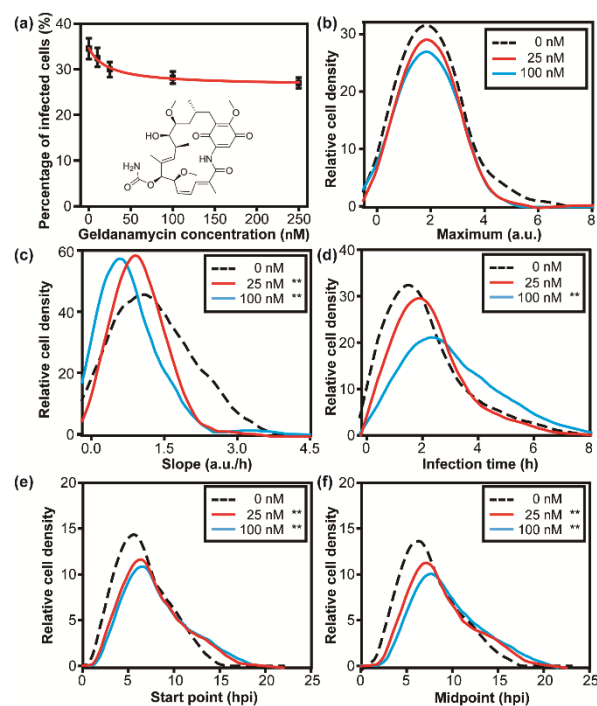 (a)
Percentage of infected cells (%)
40
30
20
10
0
0 50 100 150 200 250
Geldanamycin concentration (nM)
O
O
HO
O
O
NH
NH₂
O
O
O
O
(b)
Relative cell density
30
20
10
0
0 2 4 6 8
Maximum (a.u.)
0 nM
25 nM
100 nM
(c)
Relative cell density
60
40
20
0
0.0 1.5 3.0 4.5
Slope (a.u./h)
0 nM
25 nM **
100 nM **
(d)
Relative cell density
40
30
20
10
0
0 2 4 6 8
Infection time (h)
0 nM
25 nM
100 nM **
(e)
Relative cell density
20
15
10
5
0
0 5 10 15 20 25
Start point (hpi)
0 nM
25 nM **
100 nM **
(f)
Relative cell density
20
15
10
5
0
0 5 10 15 20 25
Midpoint (hpi)
0 nM
25 nM **
100 nM **